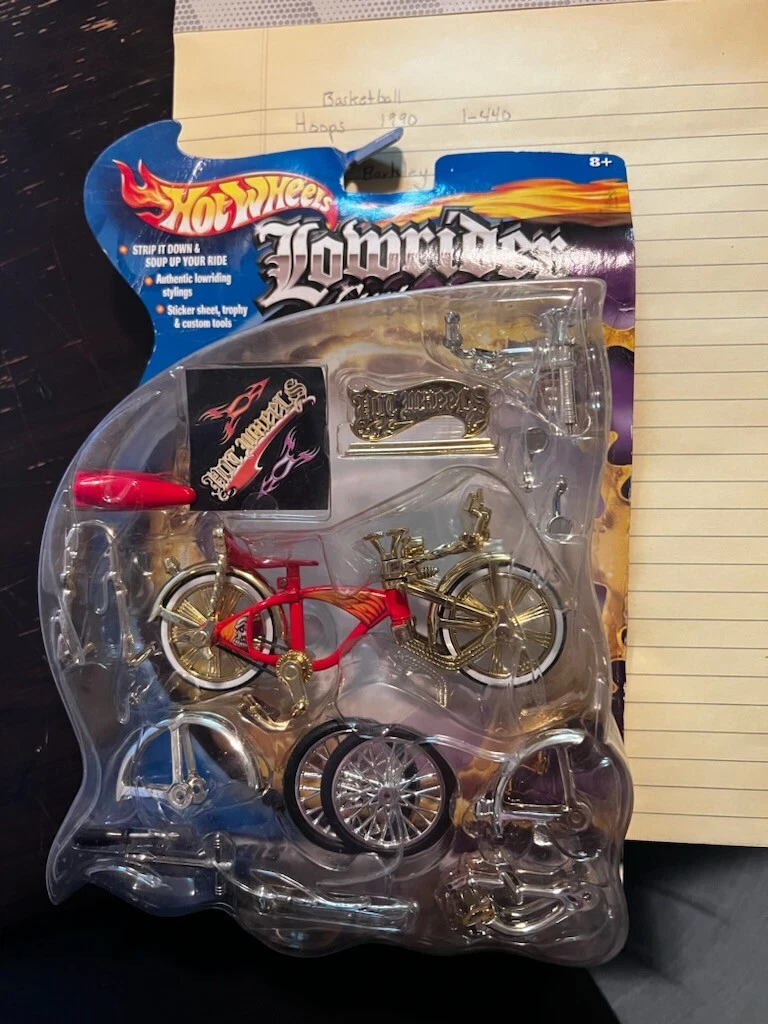 Basketball
Hoops 1990 1-440
Barkley
8+
HOT WHEELS
Lowrider
STRIP IT DOWN &
SOUP UP YOUR RIDE
Authentic lowriding
stylings
Sticker sheet, trophy
& custom tools
HOT WHEELS
HOT WHEELS